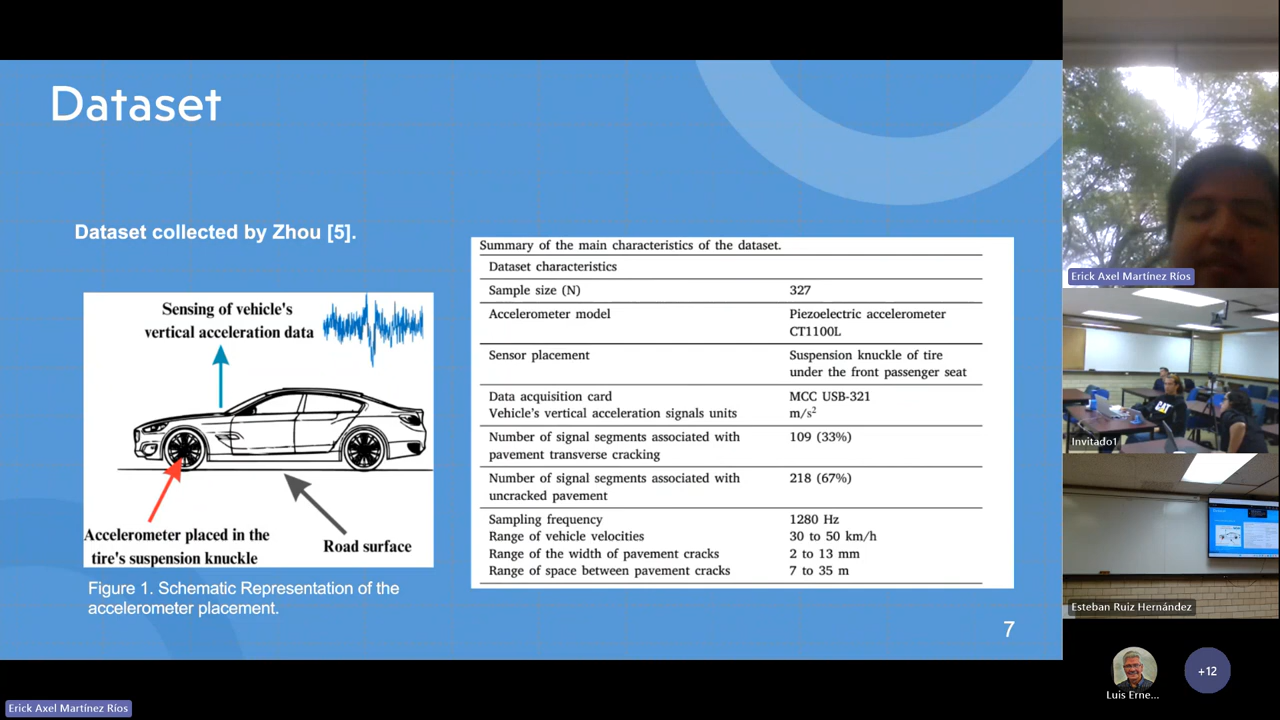 Dataset
Dataset collected by Zhou [5].
Sensing of vehicle's
vertical acceleration data
Accelerometer placed in the
tire's suspension knuckle
Road surface
Figure 1. Schematic Representation of the
accelerometer placement.
Summary of the main characteristics of the dataset.
Dataset characteristics
Sample size (N) 327
Accelerometer model Piezoelectric accelerometer
CT1100L
Sensor placement Suspension knuckle of tire
under the front passenger seat
Data acquisition card MCC USB-321
Vehicle's vertical acceleration signals units m/s²
Number of signal segments associated with 109 (33%)
pavement transverse cracking
Number of signal segments associated with 218 (67%)
uncracked pavement
Sampling frequency 1280 Hz
Range of vehicle velocities 30 to 50 km/h
Range of the width of pavement cracks 2 to 13 mm
Range of space between pavement cracks 7 to 35 m
7
Erick Axel Martínez Ríos
CAT
Invitado1
Esteban Ruiz Hernández
Luis Erne...
+12
Erick Axel Martínez Ríos